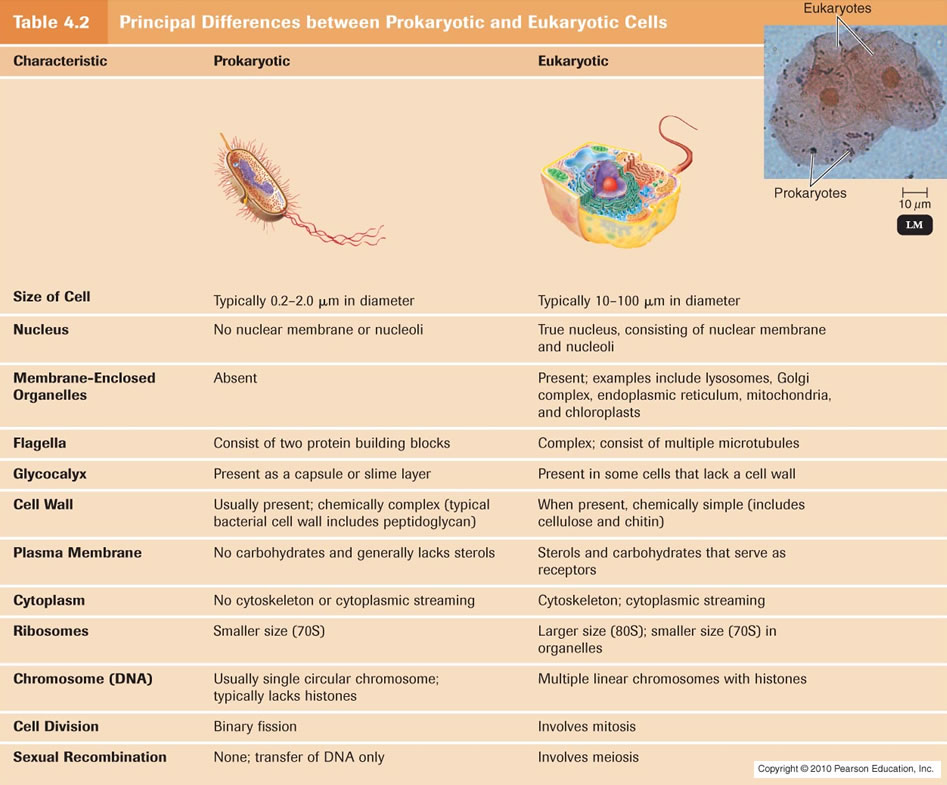 Table 4.2 Principal Differences between Prokaryotic and Eukaryotic Cells
Eukaryotes
Characteristic Prokaryotic Eukaryotic
Prokaryotes
10 μm
LM
Size of Cell Typically 0.2–2.0 μm in diameter Typically 10–100 μm in diameter
Nucleus No nuclear membrane or nucleoli True nucleus, consisting of nuclear membrane
and nucleoli
Membrane-Enclosed Absent Present; examples include lysosomes, Golgi
Organelles complex, endoplasmic reticulum, mitochondria,
and chloroplasts
Flagella Consist of two protein building blocks Complex; consist of multiple microtubules
Glycocalyx Present as a capsule or slime layer Present in some cells that lack a cell wall
Cell Wall Usually present; chemically complex (typical When present, chemically simple (includes
bacterial cell wall includes peptidoglycan) cellulose and chitin)
Plasma Membrane No carbohydrates and generally lacks sterols Sterols and carbohydrates that serve as
receptors
Cytoplasm No cytoskeleton or cytoplasmic streaming Cytoskeleton; cytoplasmic streaming
Ribosomes Smaller size (70S) Larger size (80S); smaller size (70S) in
organelles
Chromosome (DNA) Usually single circular chromosome; Multiple linear chromosomes with histones
typically lacks histones
Cell Division Binary fission Involves mitosis
Sexual Recombination None; transfer of DNA only Involves meiosis
Copyright © 2010 Pearson Education, Inc.